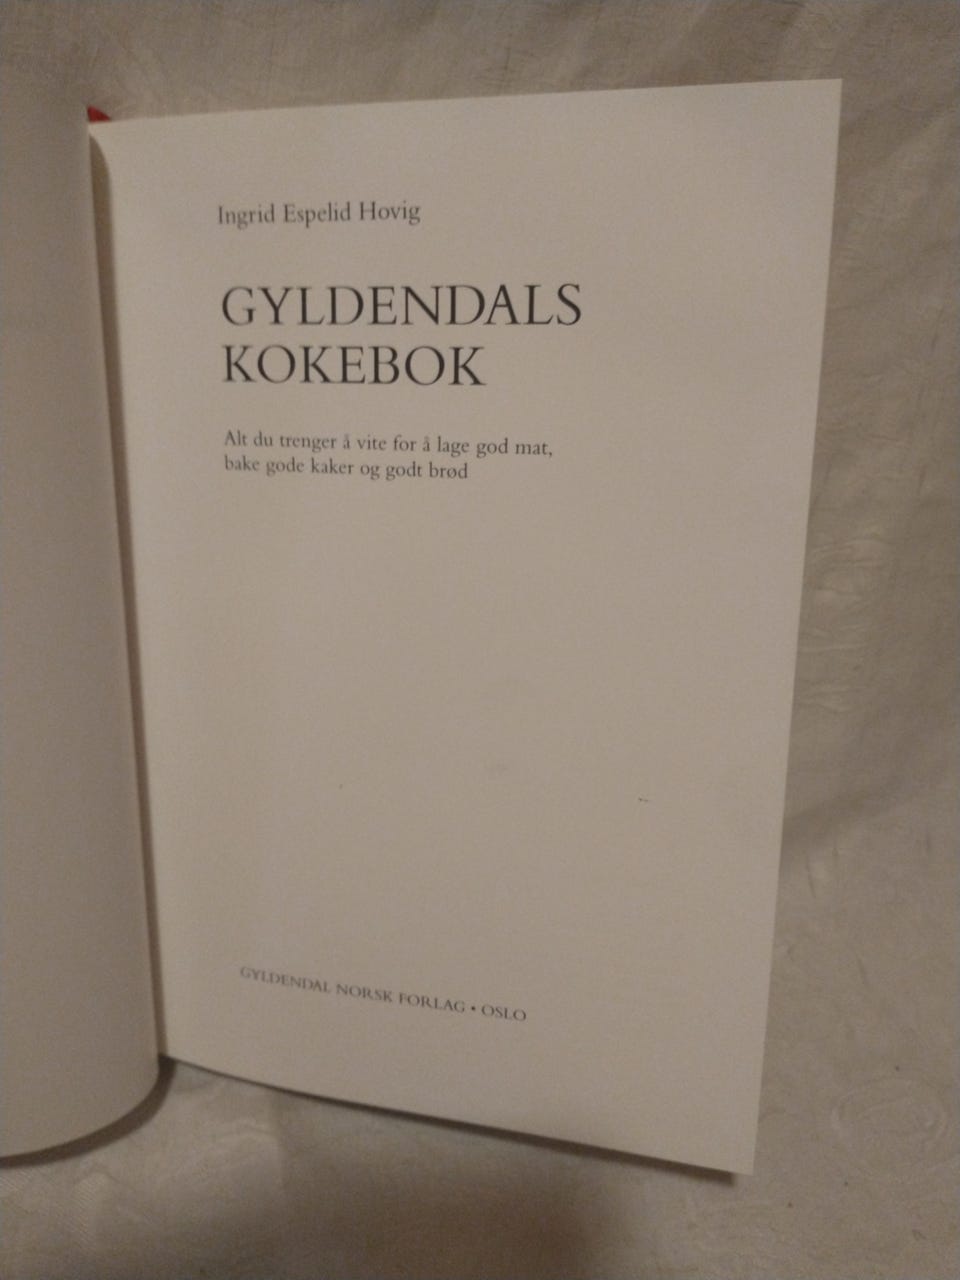 Ingrid Espelid Hovig
GYLDENDALS
KOKEBOK
Alt du trenger å vite for å lage god mat,
bake gode kaker og godt brød
GYLDENDAL NORSK FORLAG • OSLO